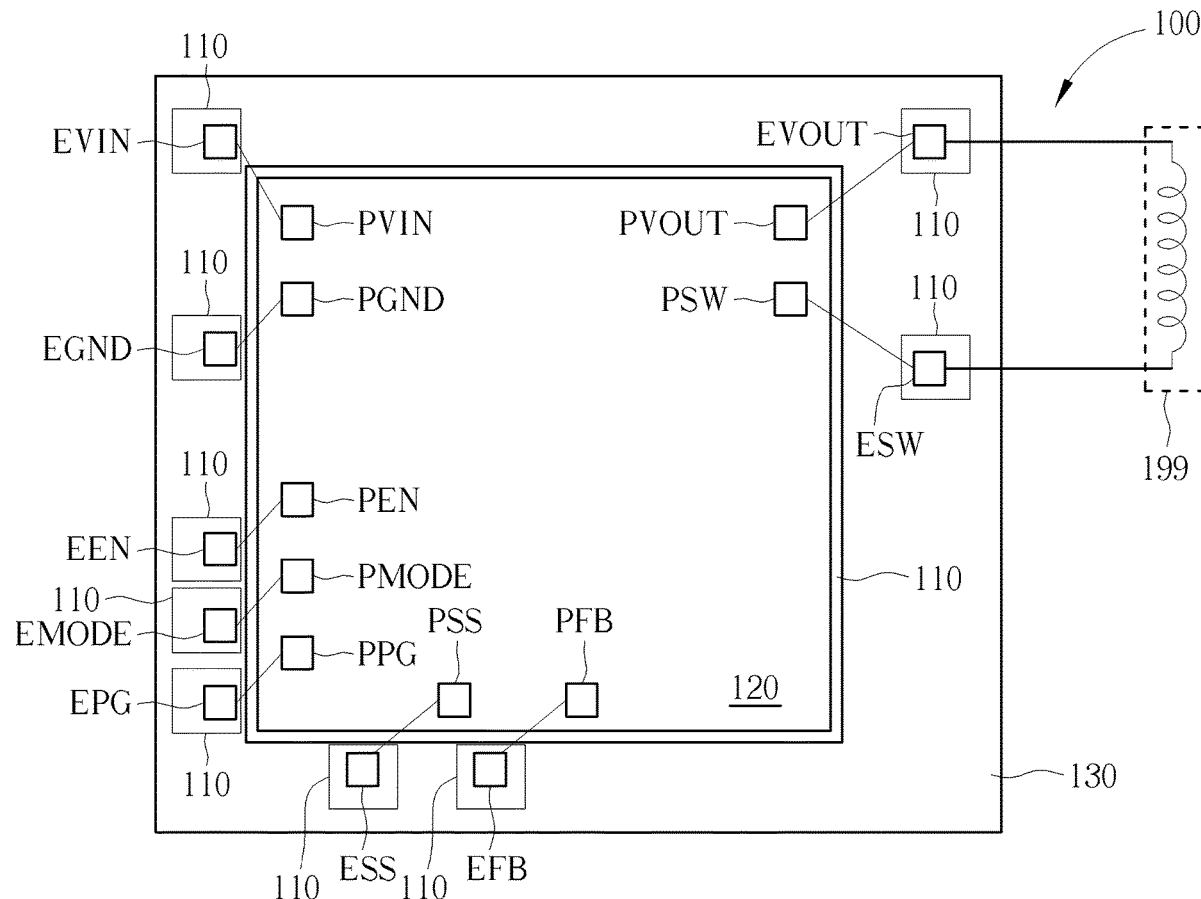 100
110
EVIN
EVOUT
110
PVIN
PVOUT
110
PGND
PSW
110
EGND
ESW
199
110
PEN
EEN
PMODE
110
110
EMODE
PSS
PFB
PPG
EPG
120
110
130
110
110
ESS
EFB